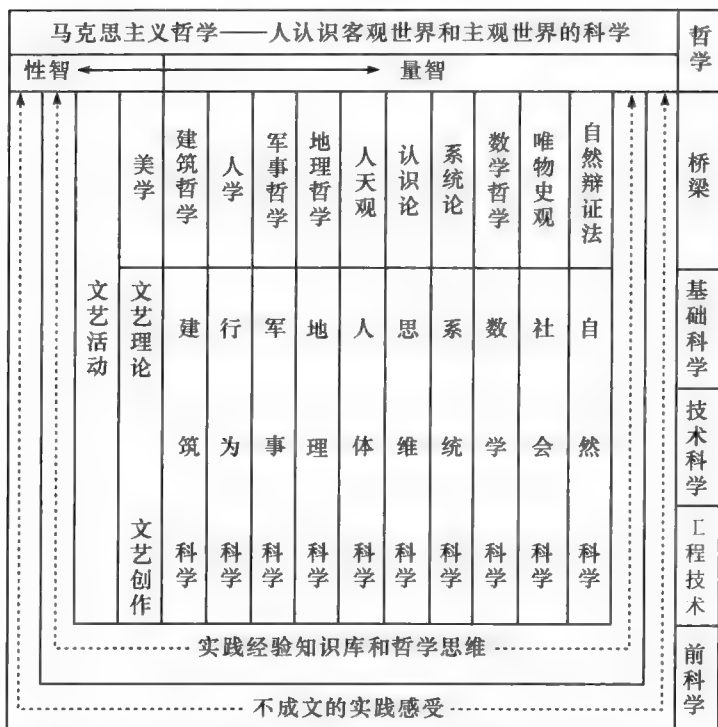 马克思主义哲学——人认识客观世界和主观世界的科学
哲学
性智
量智
文艺活动
美学
文艺理论
文艺创作
建筑哲学
建筑科学
人学
行为科学
军事哲学
军事科学
地理哲学
地理科学
人天观
人体科学
认识论
思维科学
系统论
系统科学
数学哲学
数学科学
唯物史观
社会科学
自然辩证法
自然科学
桥梁
基础科学
技术科学
工程技术
前科学
实践经验知识库和哲学思维
不成文的实践感受